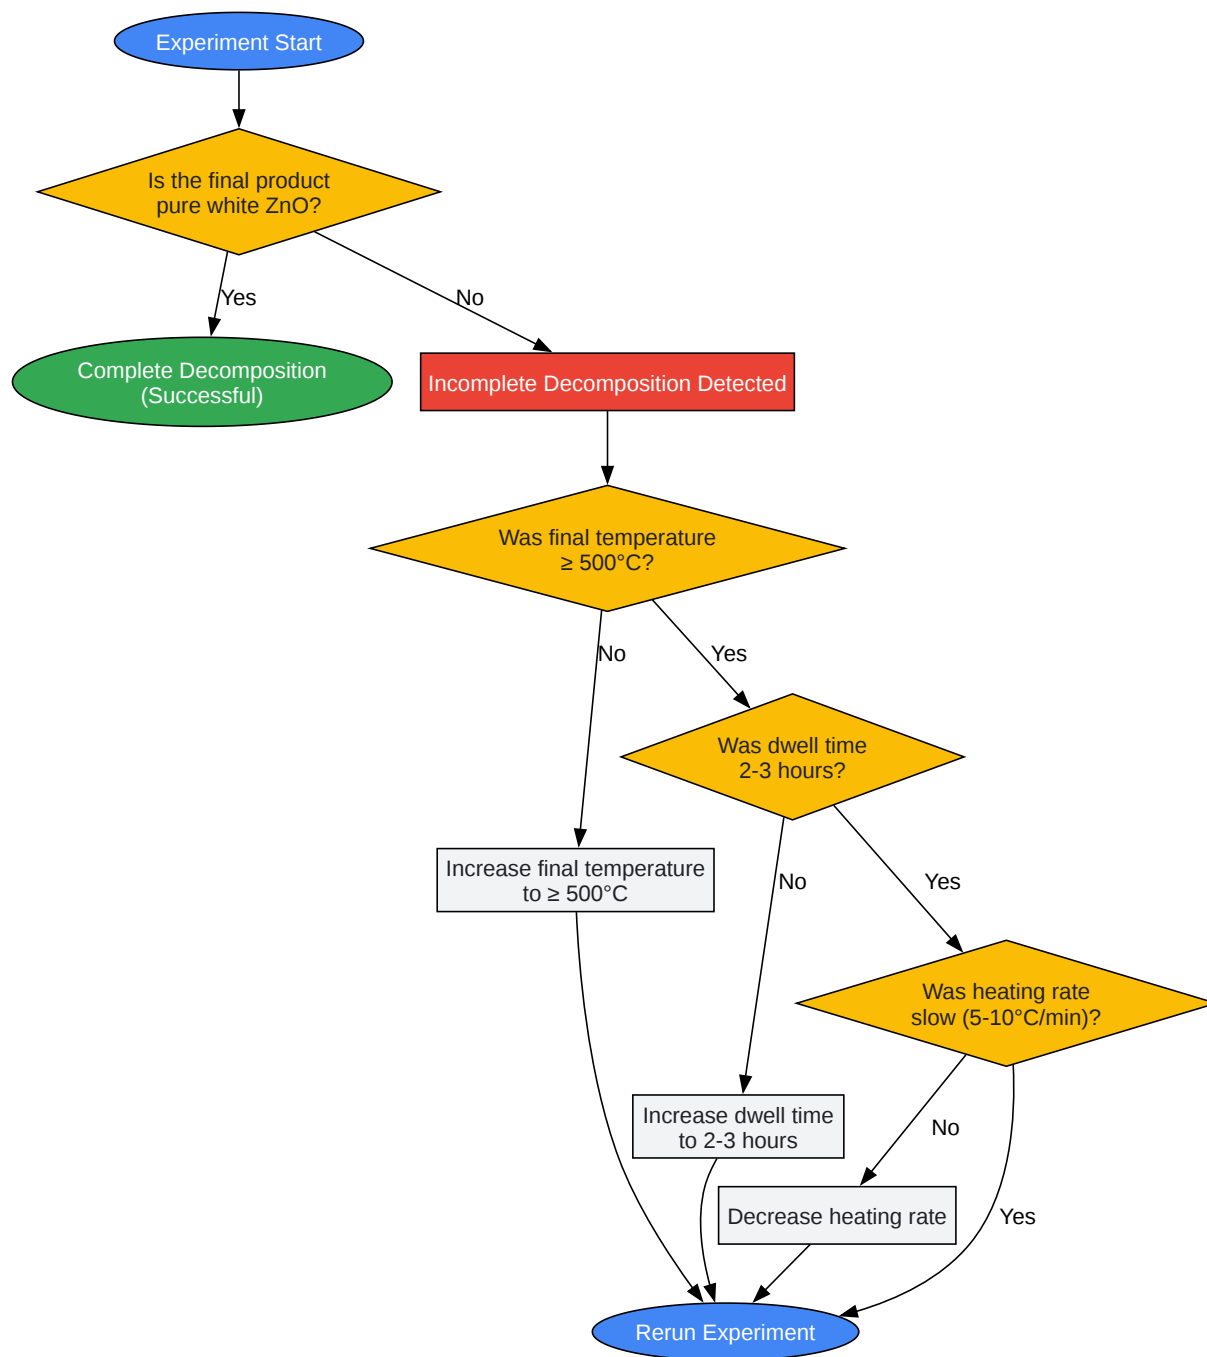 Experiment Start
Is the final product
pure white ZnO?
Yes
No
Complete Decomposition
(Successful)
Incomplete Decomposition Detected
Was final temperature
≥ 500°C?
No
Yes
Was dwell time
2-3 hours?
Increase final temperature
to ≥ 500°C
No
Yes
Was heating rate
slow (5-10°C/min)?
Increase dwell time
to 2-3 hours
No
Yes
Decrease heating rate
Rerun Experiment